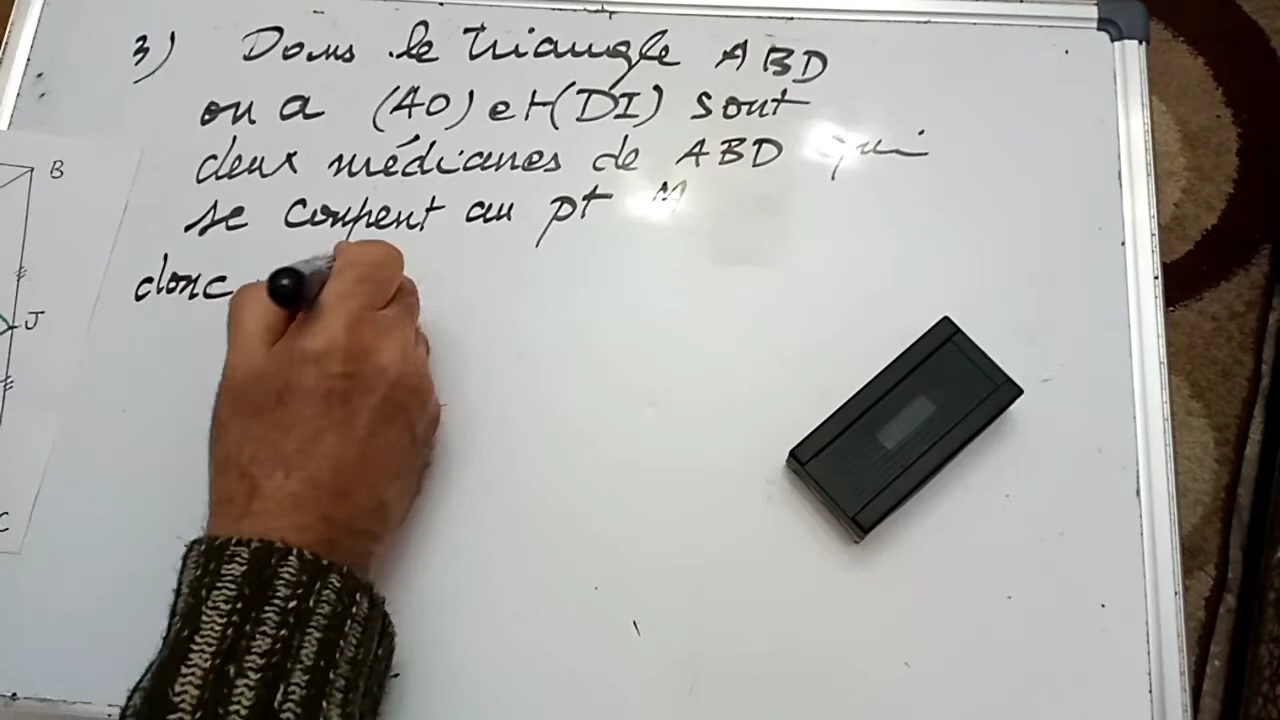 3) Dans le triangle ABD
on a (AO) et (DI) sont
deux médianes de ABD qui
se coupent au pt M
donc
B
J
C